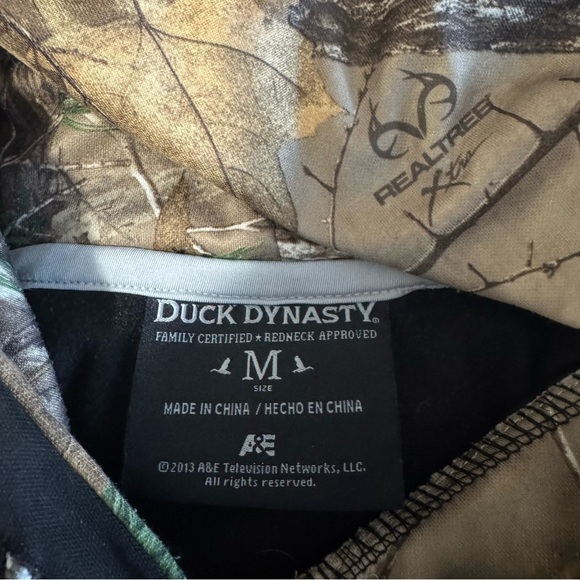 REALTREE
Xtra
DUCK DYNASTY®
FAMILY CERTIFIED ★ REDNECK APPROVED
M
SIZE
MADE IN CHINA / HECHO EN CHINA
A&E
©2013 A&E Television Networks, LLC.
All rights reserved.